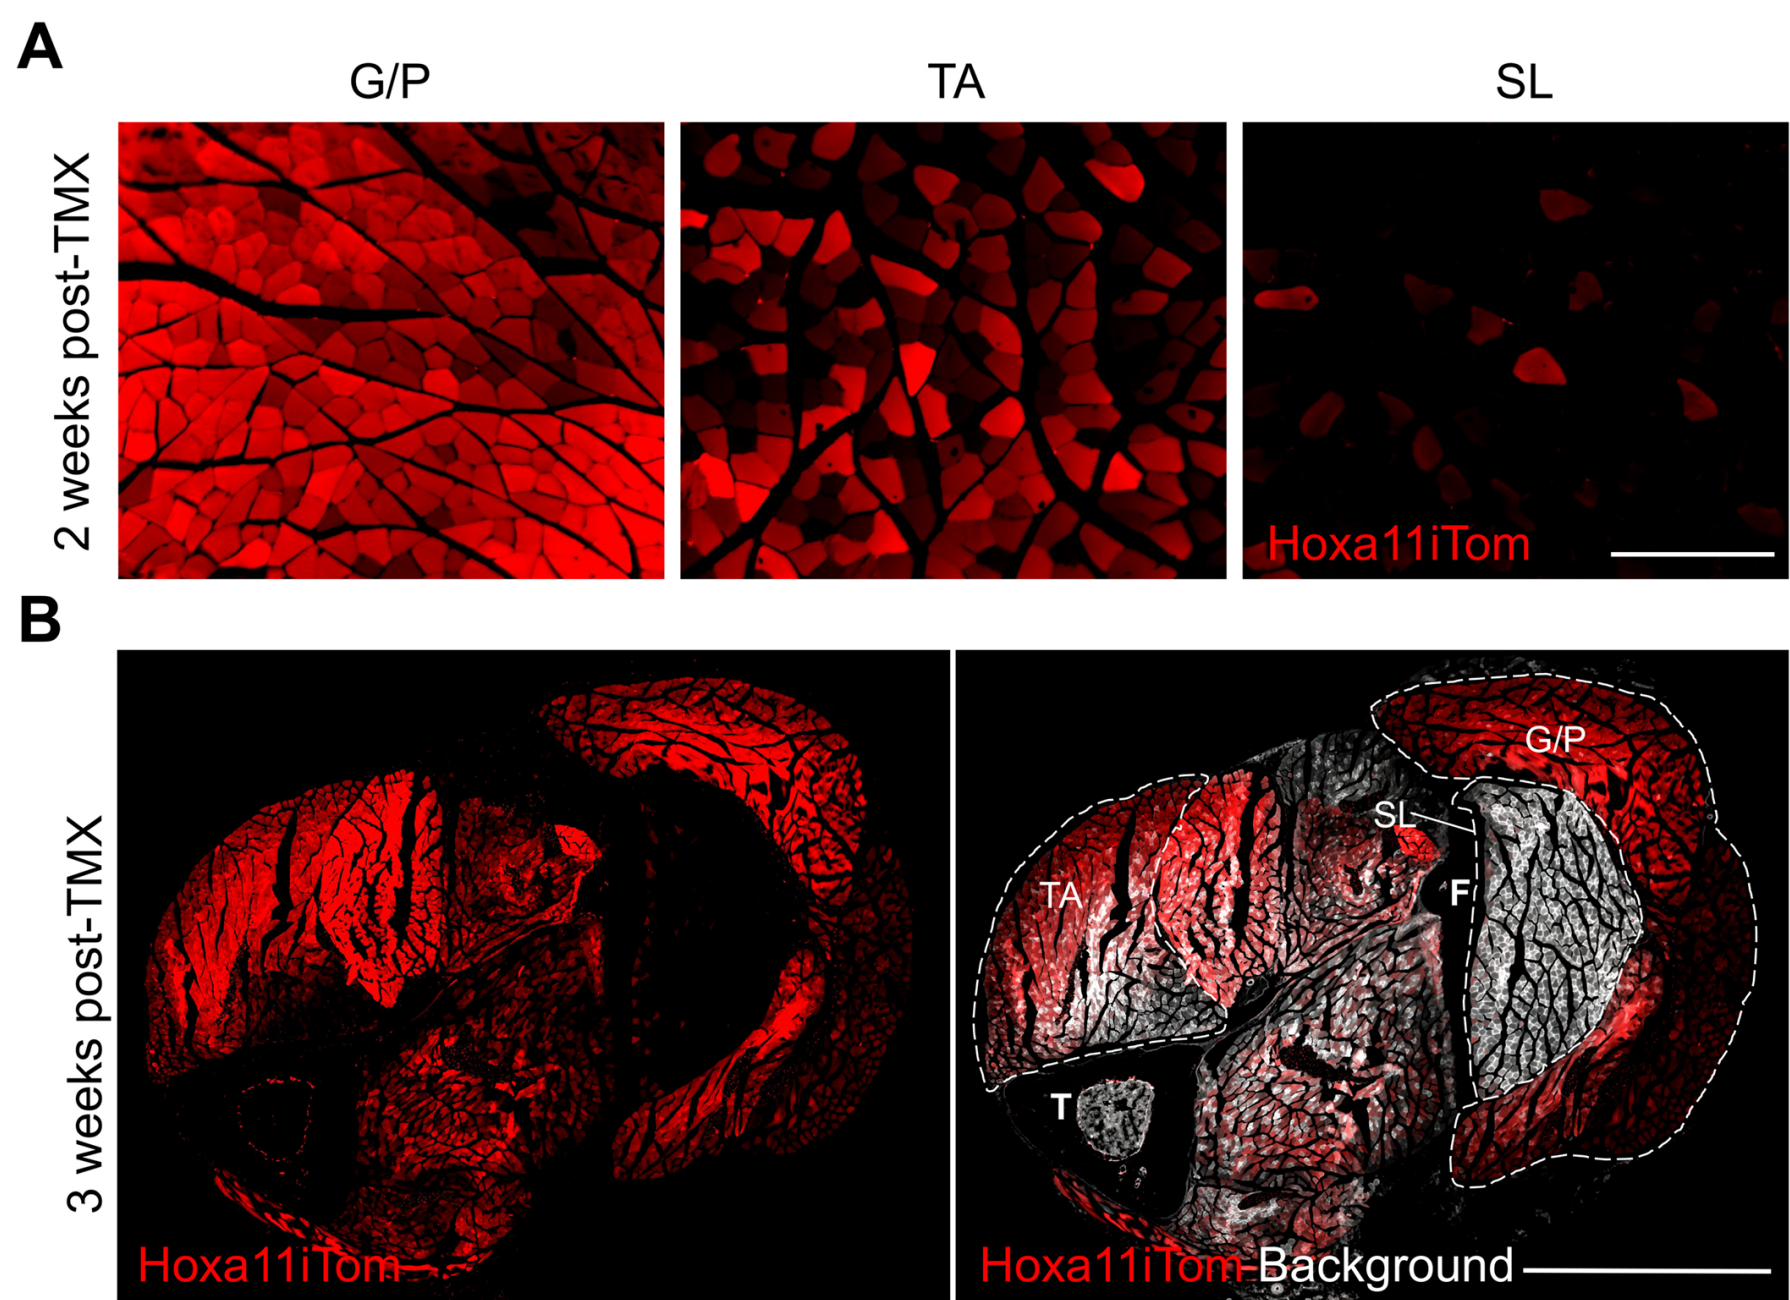 A
G/P TA SL
2 weeks post-TMX
Hoxa11iTom
B
3 weeks post-TMX
G/P
SL
TA
F
T
Hoxa11iTom
Hoxa11iTom Background